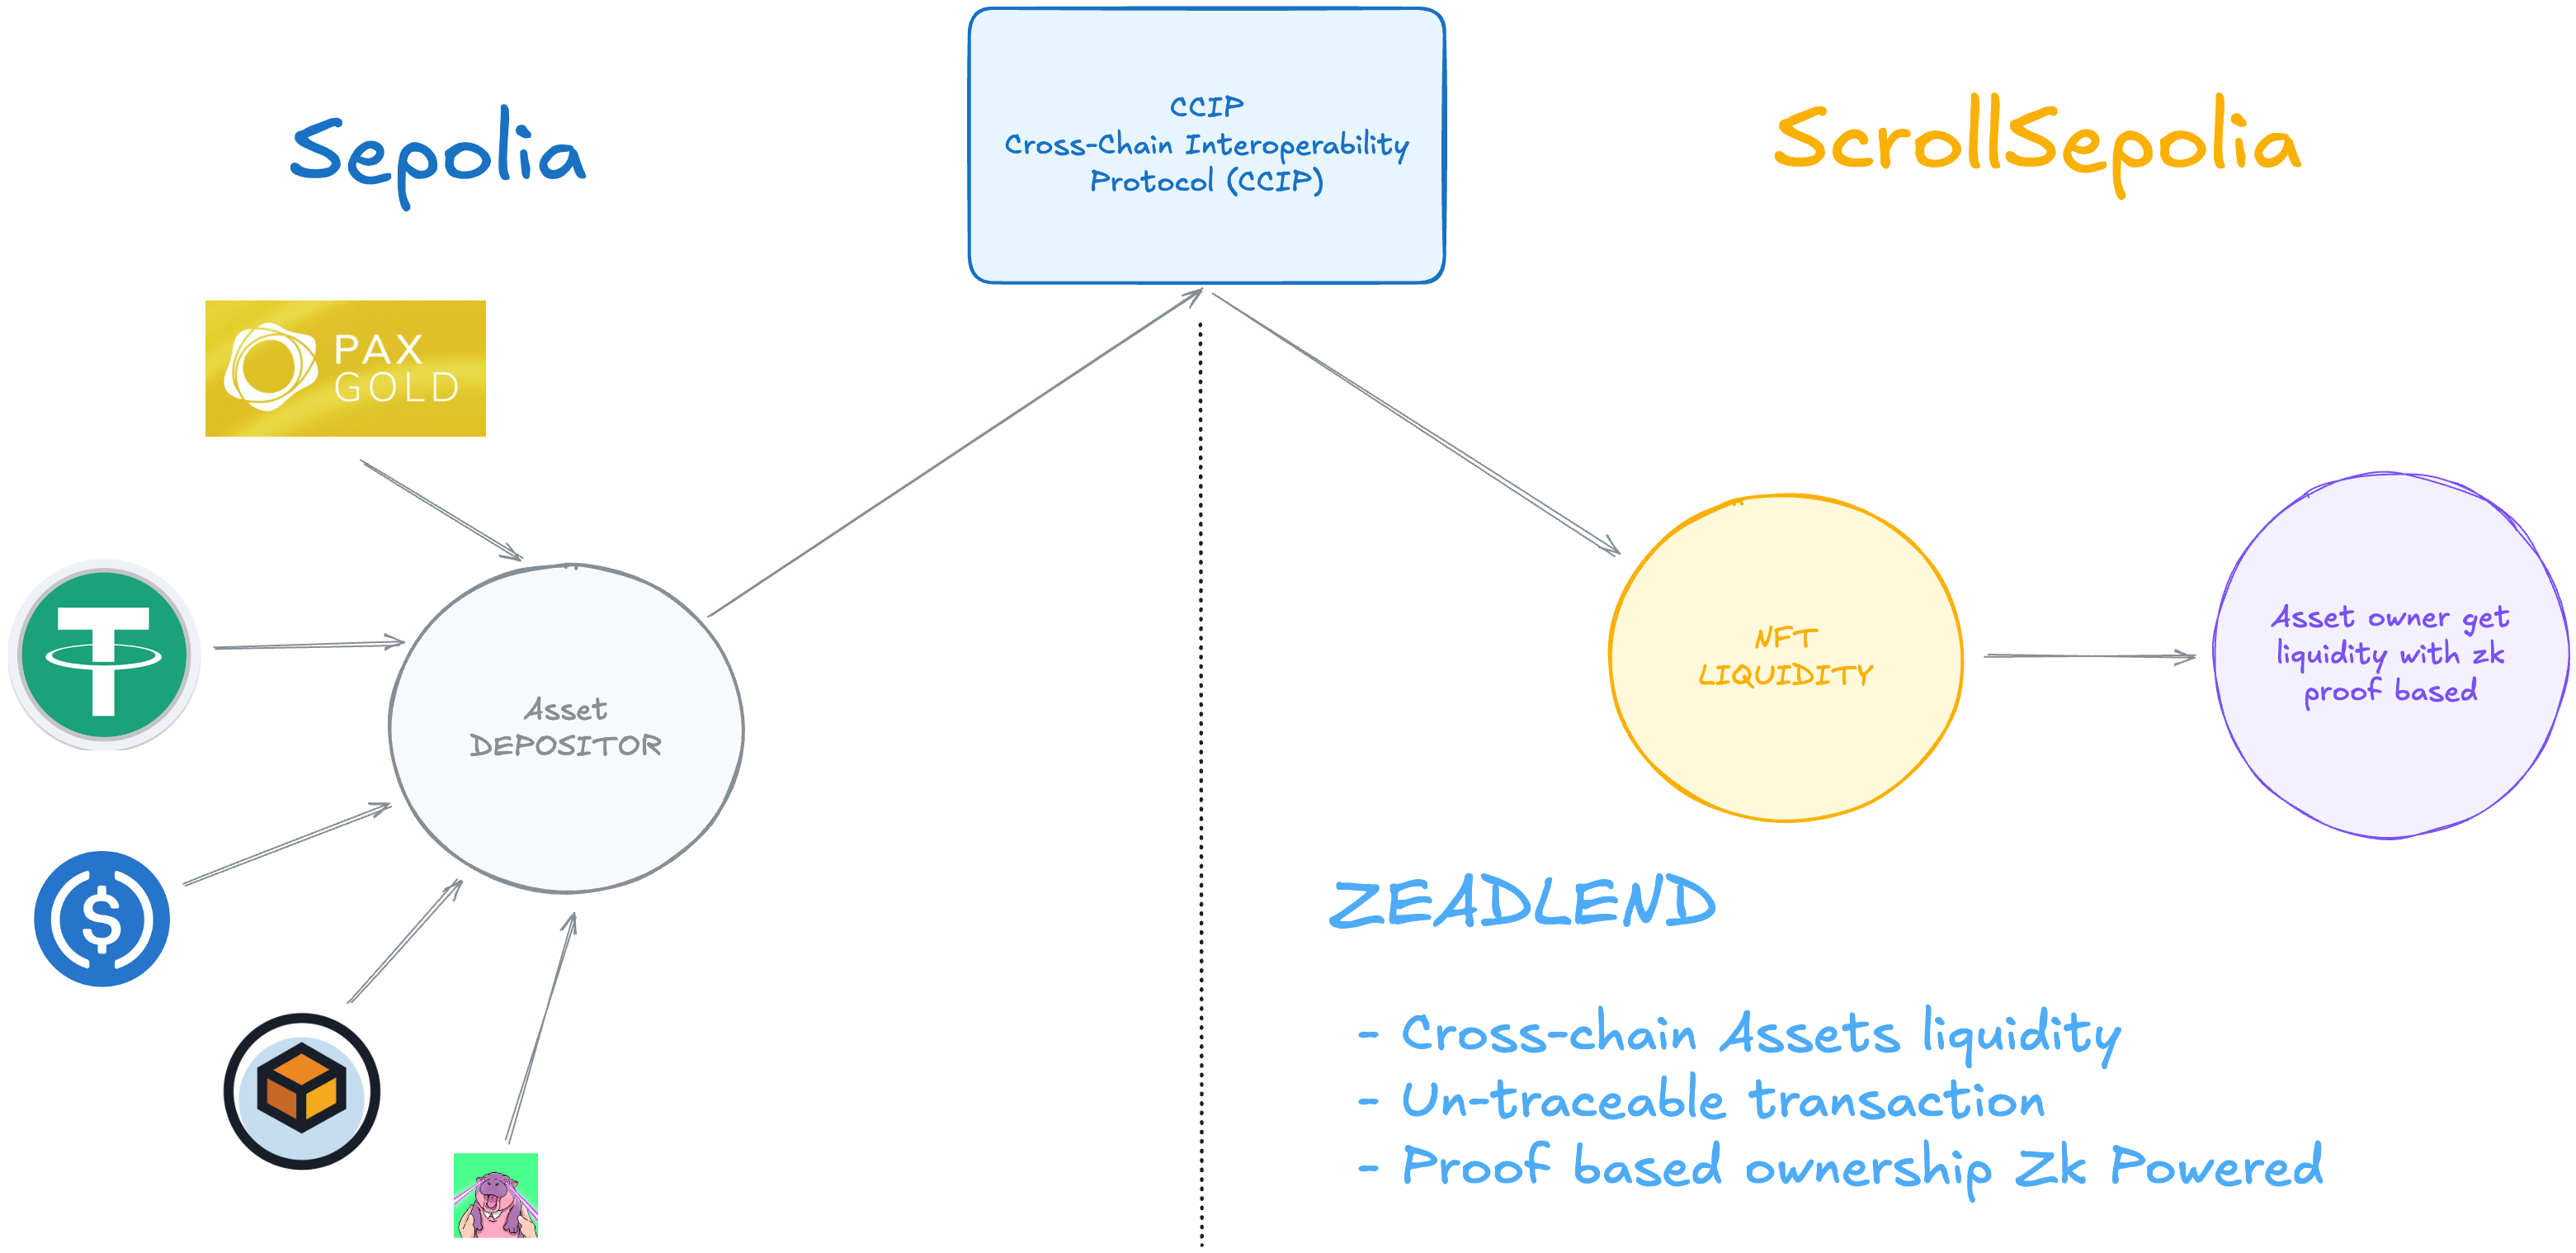 CCIP
Cross-Chain Interoperability
Protocol (CCIP)
Sepolia
ScrollSepolia
PAX
GOLD
Asset
DEPOSITOR
NFT
LIQUIDITY
Asset owner get
liquidity with zk
proof based
ZEADLEND
- Cross-chain Assets liquidity
- Un-traceable transaction
- Proof based ownership Zk Powered